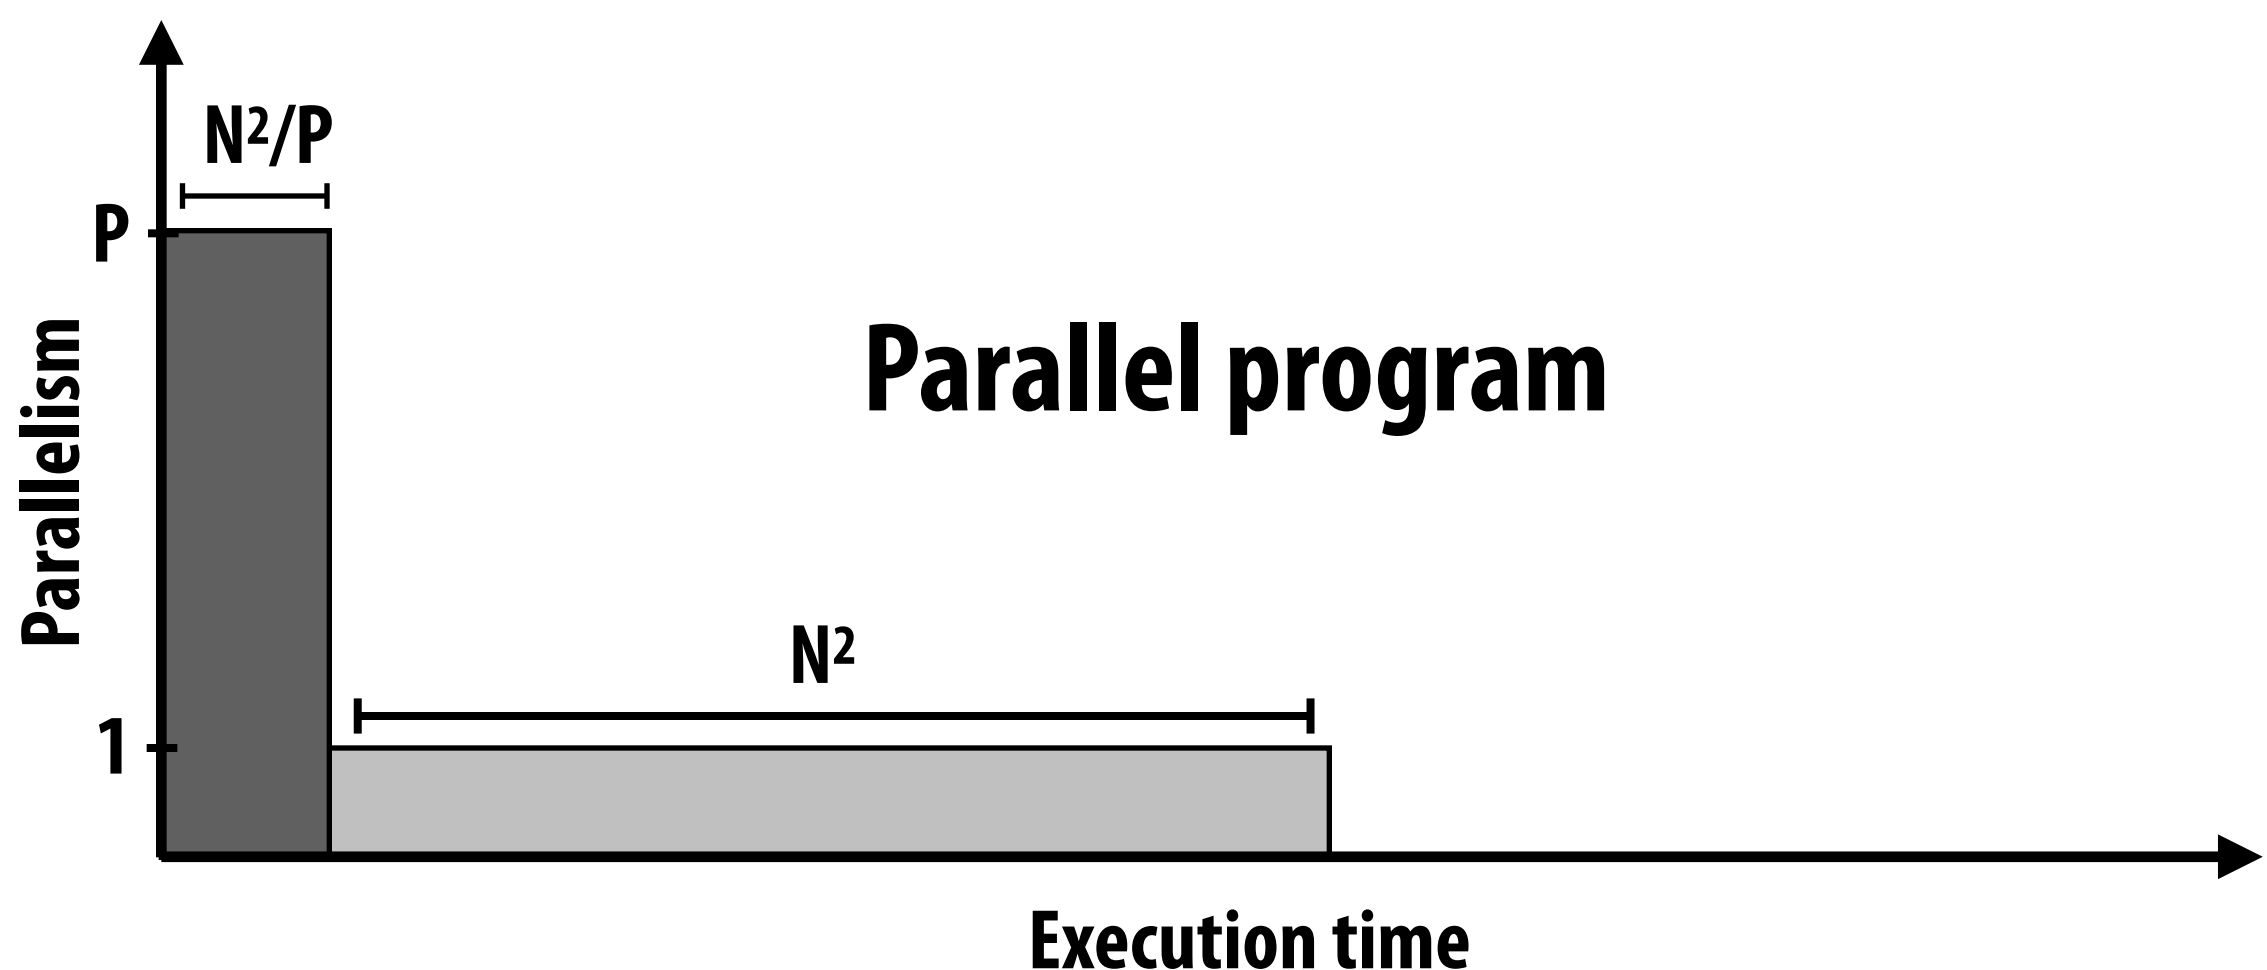 N²/P
P
Parallelism
Parallel program
N²
1
Execution time